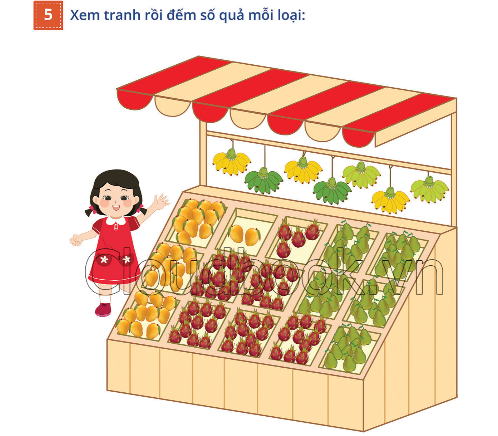 5 Xem tranh rồi đếm số quả mỗi loại: